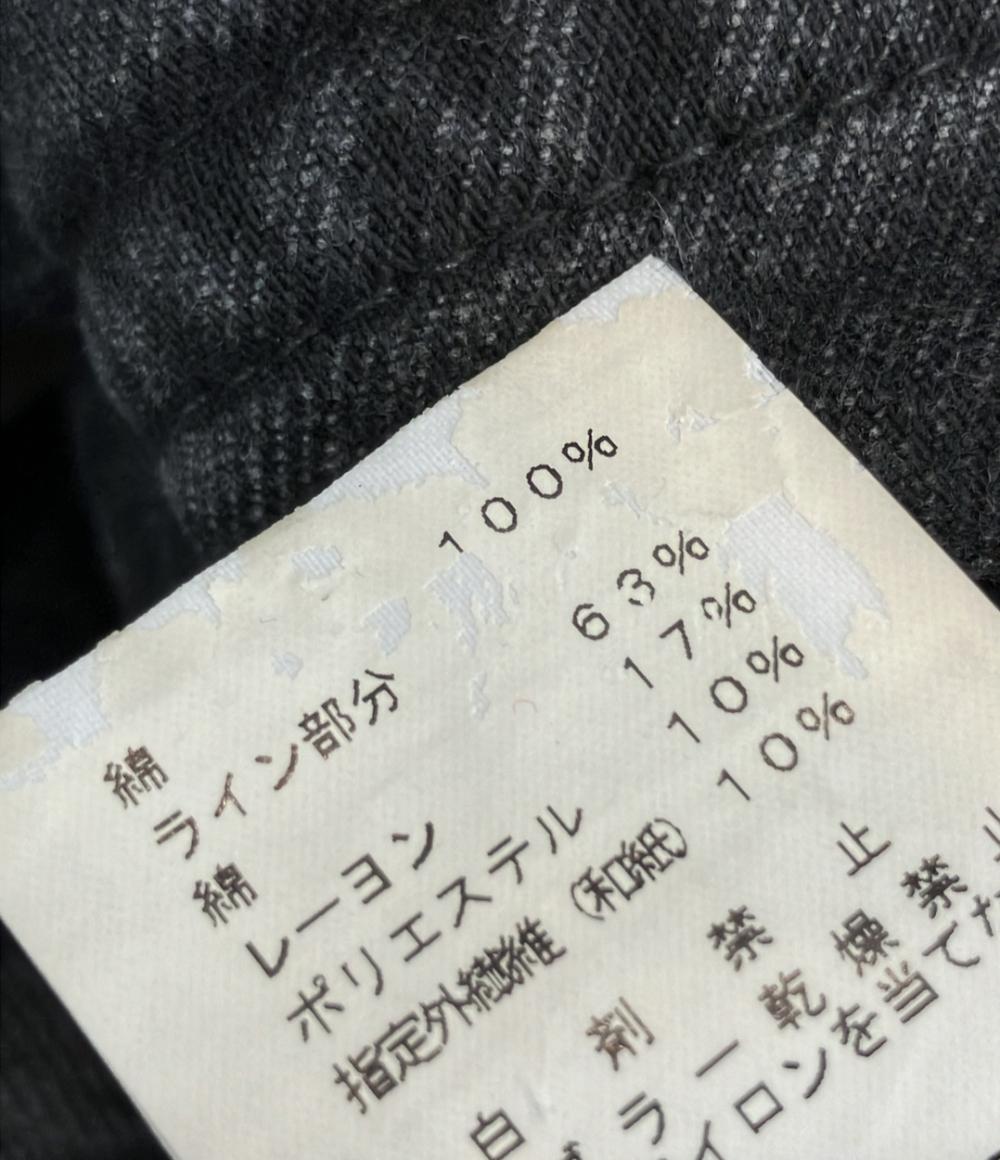 綿 100%
ライン部分
綿 63%
レーヨン 17%
ポリエステル 10%
指定外繊維(和紙) 10%
白 剤 禁 止
ラー乾燥禁止
イロンを当てた